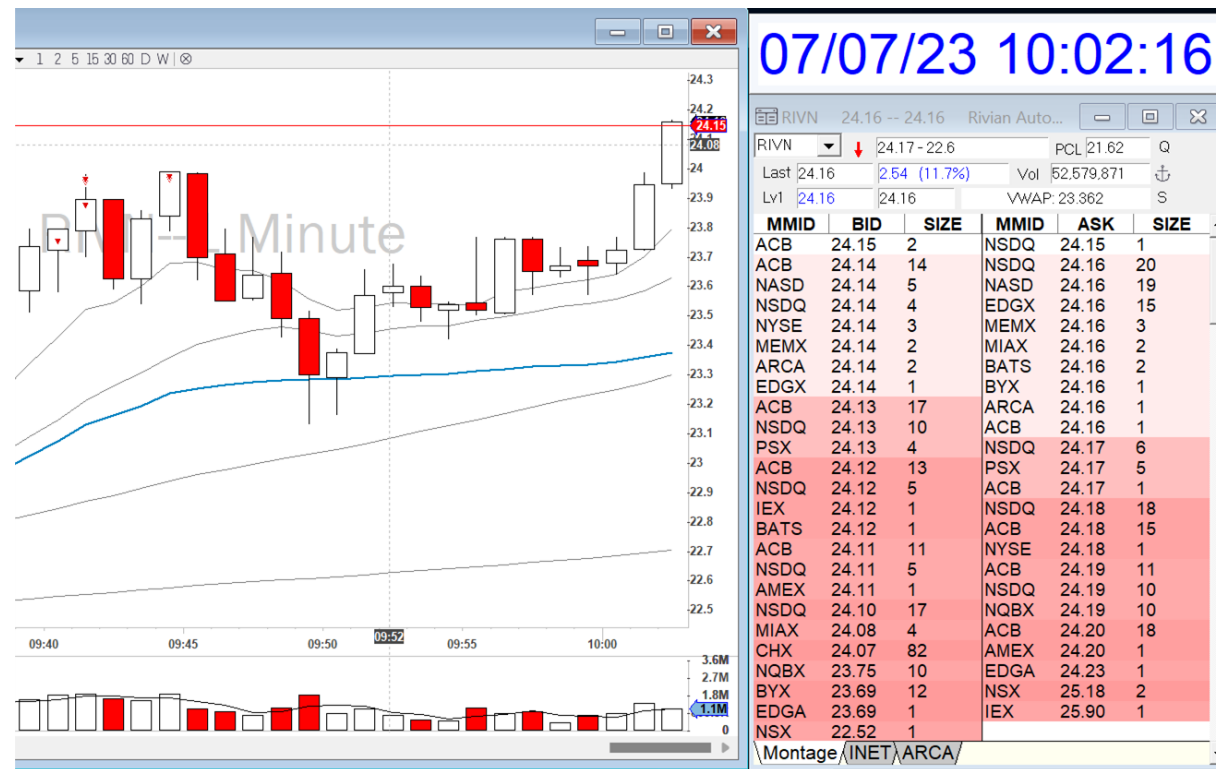 07/07/23 10:02:16
1 2 5 15 30 60 D W
RIVN 24.16 -- 24.16 Rivian Auto...
RIVN 24.17 - 22.6 PCL 21.62 Q
Last 24.16 2.54 (11.7%) Vol 52,579,871
Lv1 24.16 24.16 VWAP: 23.362 S
MMID BID SIZE MMID ASK SIZE
ACB 24.15 2 NSDQ 24.15 1
ACB 24.14 14 NSDQ 24.16 20
NASD 24.14 5 NASD 24.16 19
NSDQ 24.14 4 EDGX 24.16 15
NYSE 24.14 3 MEMX 24.16 3
MEMX 24.14 2 MIAX 24.16 2
ARCA 24.14 2 BATS 24.16 2
EDGX 24.14 1 BYX 24.16 1
ACB 24.13 17 ARCA 24.16 1
NSDQ 24.13 10 ACB 24.16 1
PSX 24.13 4 NSDQ 24.17 6
ACB 24.12 13 PSX 24.17 5
NSDQ 24.12 5 ACB 24.17 1
IEX 24.12 1 NSDQ 24.18 18
BATS 24.12 1 ACB 24.18 15
ACB 24.11 11 NYSE 24.18 1
NSDQ 24.11 5 ACB 24.19 11
AMEX 24.11 1 NSDQ 24.19 10
NSDQ 24.10 17 NQBX 24.19 10
MIAX 24.08 4 ACB 24.20 18
CHX 24.07 82 AMEX 24.20 1
NQBX 23.75 10 EDGA 24.23 1
BYX 23.69 12 NSX 25.18 2
EDGA 23.69 1 IEX 25.90 1
NSX 22.52 1
Montage INET ARCA
Minute
24.3
24.2
24.15
24.08
24
23.9
23.8
23.7
23.6
23.5
23.4
23.3
23.2
23.1
23
22.9
22.8
22.7
22.6
22.5
09:40 09:45 09:50 09:52 09:55 10:00
3.6M
2.7M
1.8M
1.1M
0